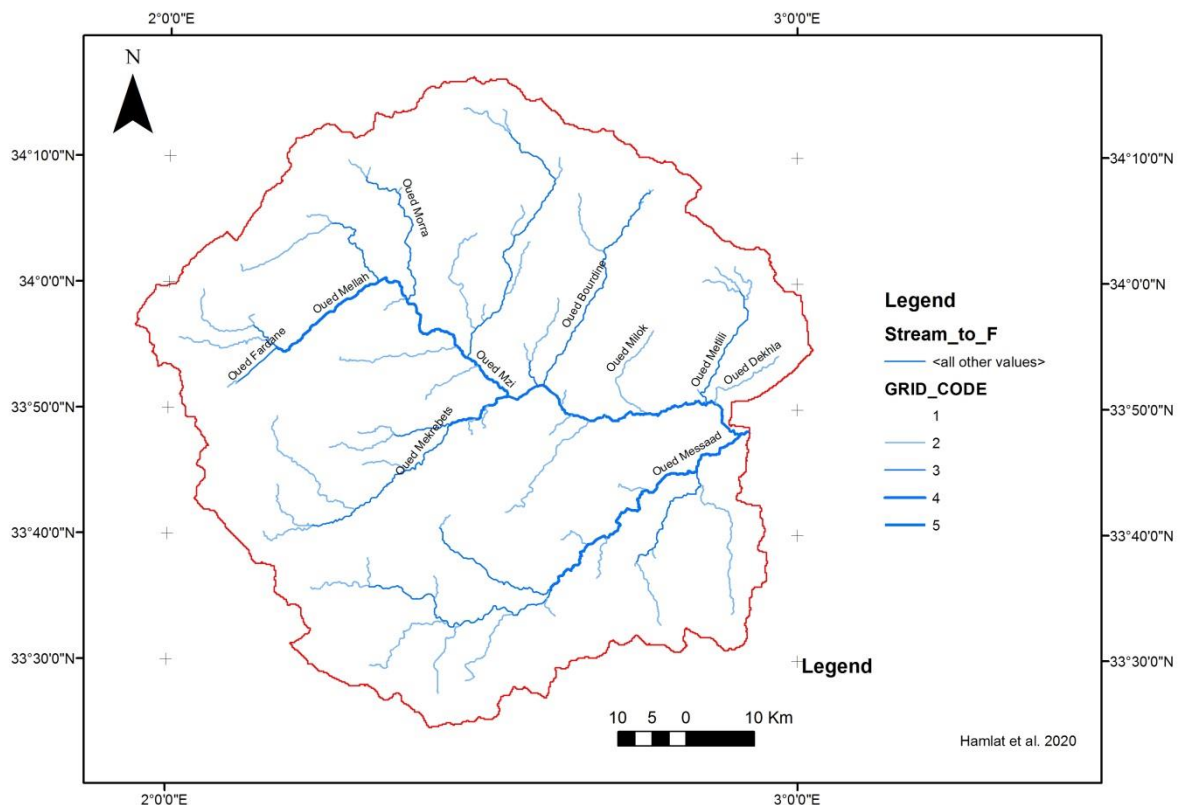 2°0'0"E
3°0'0"E
N
34°10'0"N
34°10'0"N
Oued Morra
34°0'0"N
34°0'0"N
Oued Mellah
Oued Bourdine
Legend
Stream_to_F
<all other values>
GRID_CODE
1
2
3
4
5
Oued Fardane
Oued Mzi
Oued Milok
Oued Metlili
Oued Dekhla
33°50'0"N
33°50'0"N
Oued Mekrebets
Oued Messaad
33°40'0"N
33°40'0"N
33°30'0"N
33°30'0"N
Legend
10 5 0 10 Km
Hamlat et al. 2020
2°0'0"E
3°0'0"E